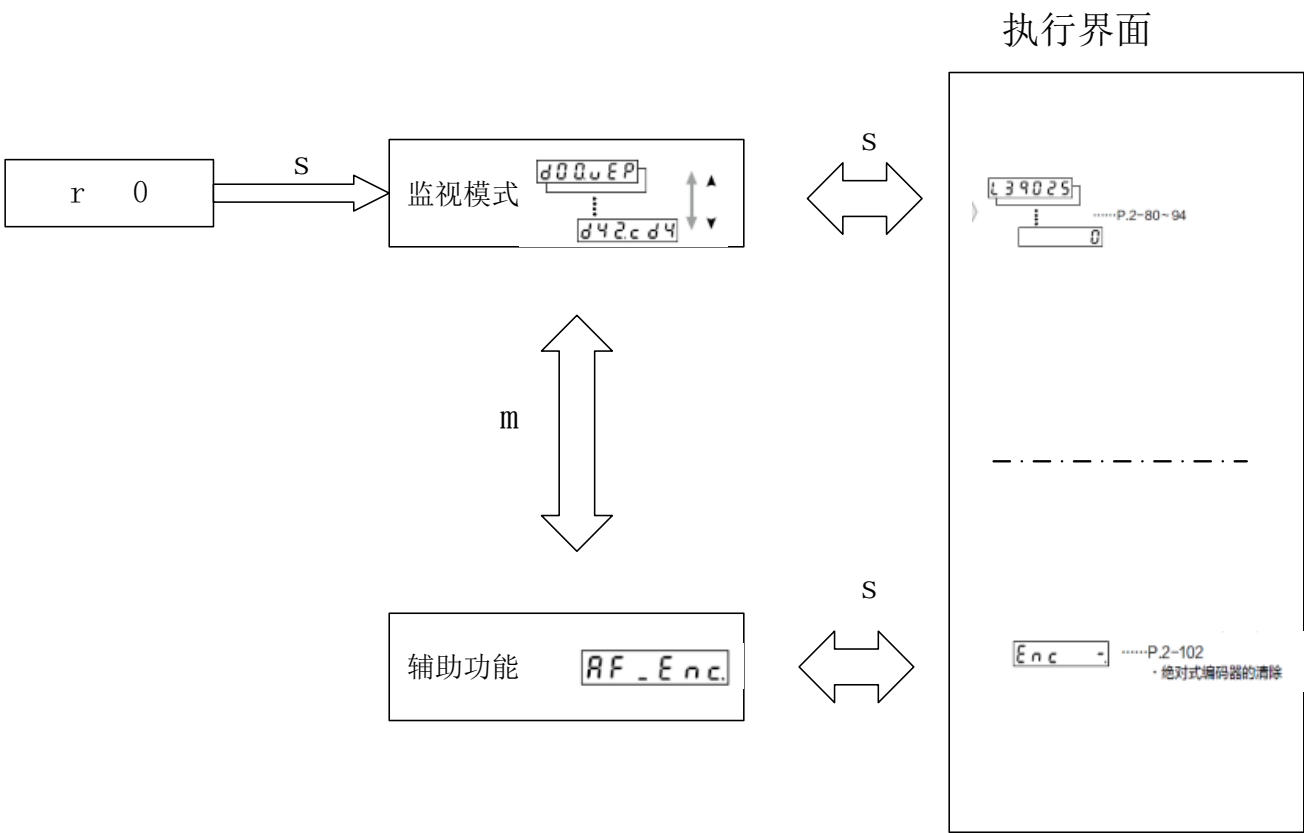 执行界面
r 0
S
监视模式
d00.uEP
d42.cd4
S
L39025
……P.2-80~94
0
m
S
辅助功能
AF_Enc.
Enc -.
……P.2-102
・绝对式编码器的清除